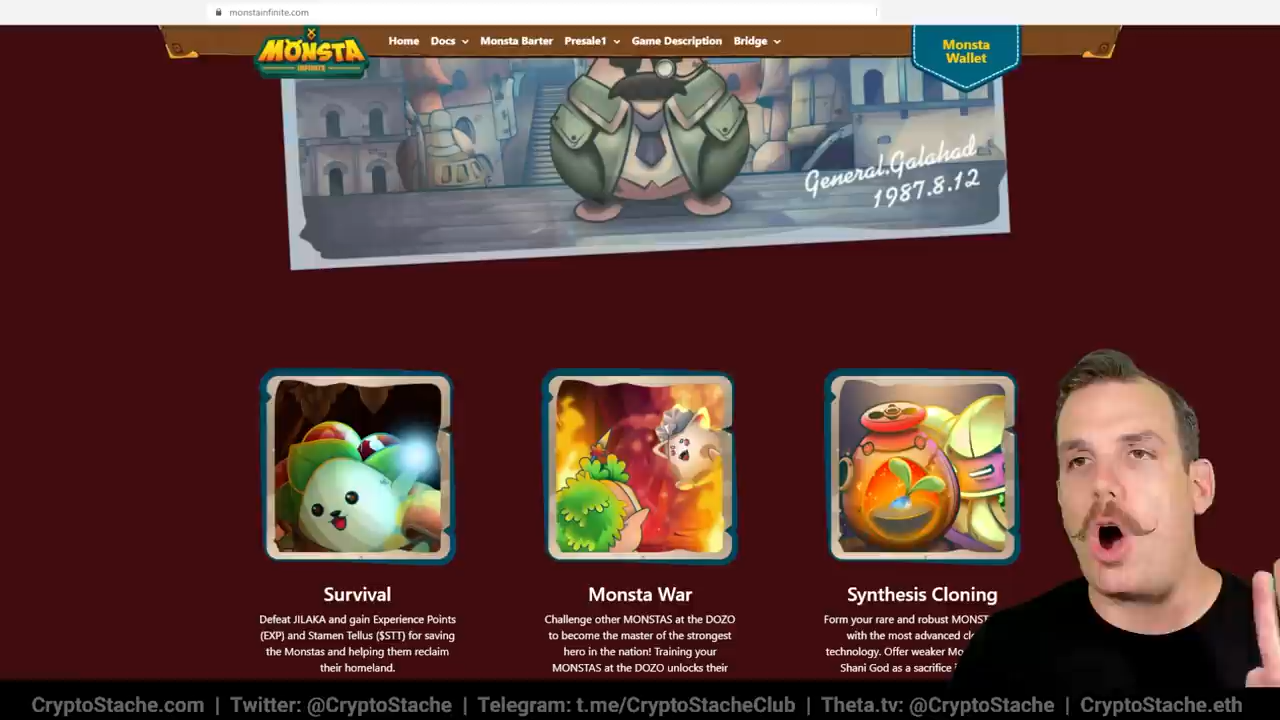 monstainfinite.com
MONSTA
INFINITE
Home Docs Monsta Barter Presale1 Game Description Bridge
Monsta
Wallet
General.Galahad
1987.8.12
Survival
Defeat JILAKA and gain Experience Points
(EXP) and Stamen Tellus ($STT) for saving
the Monstas and helping them reclaim
their homeland.
Monsta War
Challenge other MONSTAS at the DOZO
to become the master of the strongest
hero in the nation! Training your
MONSTAS at the DOZO unlocks their
Synthesis Cloning
Form your rare and robust
with the most advanced
technology. Offer weaker
Shani God as a sacrifice
CryptoStache.com | Twitter: @CryptoStache | Telegram: t.me/CryptoStacheClub | Theta.tv: @CryptoStache | CryptoStache.eth